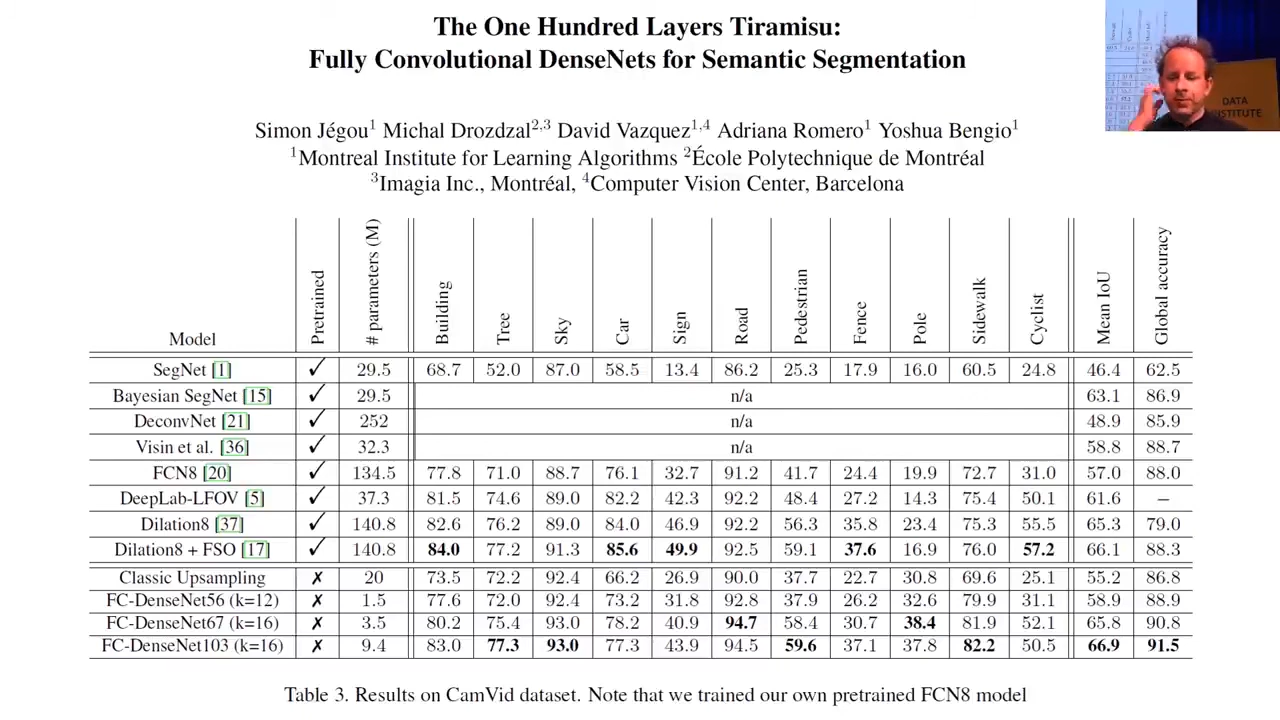 The One Hundred Layers Tiramisu:
Fully Convolutional DenseNets for Semantic Segmentation
Simon Jégou¹ Michal Drozdzal²,³ David Vazquez¹,⁴ Adriana Romero¹ Yoshua Bengio¹
¹Montreal Institute for Learning Algorithms ²École Polytechnique de Montréal
³Imagia Inc., Montréal, ⁴Computer Vision Center, Barcelona
DATA
INSTITUTE
Model Pretrained # parameters (M) Building Tree Sky Car Sign Road Pedestrian Fence Pole Sidewalk Cyclist Mean IoU Global accuracy
SegNet [1] ✓ 29.5 68.7 52.0 87.0 58.5 13.4 86.2 25.3 17.9 16.0 60.5 24.8 46.4 62.5
Bayesian SegNet [15] ✓ 29.5 n/a 63.1 86.9
DeconvNet [21] ✓ 252 n/a 48.9 85.9
Visin et al. [36] ✓ 32.3 n/a 58.8 88.7
FCN8 [20] ✓ 134.5 77.8 71.0 88.7 76.1 32.7 91.2 41.7 24.4 19.9 72.7 31.0 57.0 88.0
DeepLab-LFOV [5] ✓ 37.3 81.5 74.6 89.0 82.2 42.3 92.2 48.4 27.2 14.3 75.4 50.1 61.6 –
Dilation8 [37] ✓ 140.8 82.6 76.2 89.0 84.0 46.9 92.2 56.3 35.8 23.4 75.3 55.5 65.3 79.0
Dilation8 + FSO [17] ✓ 140.8 84.0 77.2 91.3 85.6 49.9 92.5 59.1 37.6 16.9 76.0 57.2 66.1 88.3
Classic Upsampling ✗ 20 73.5 72.2 92.4 66.2 26.9 90.0 37.7 22.7 30.8 69.6 25.1 55.2 86.8
FC-DenseNet56 (k=12) ✗ 1.5 77.6 72.0 92.4 73.2 31.8 92.8 37.9 26.2 32.6 79.9 31.1 58.9 88.9
FC-DenseNet67 (k=16) ✗ 3.5 80.2 75.4 93.0 78.2 40.9 94.7 58.4 30.7 38.4 81.9 52.1 65.8 90.8
FC-DenseNet103 (k=16) ✗ 9.4 83.0 77.3 93.0 77.3 43.9 94.5 59.6 37.1 37.8 82.2 50.5 66.9 91.5
Table 3. Results on CamVid dataset. Note that we trained our own pretrained FCN8 model